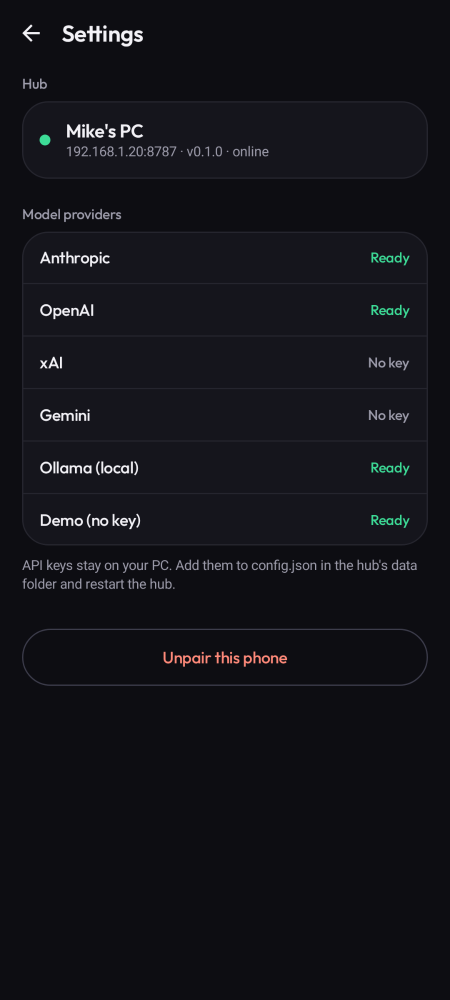 Settings
Hub
Mike's PC
192.168.1.20:8787 · v0.1.0 · online
Model providers
Anthropic Ready
OpenAI Ready
xAI No key
Gemini No key
Ollama (local) Ready
Demo (no key) Ready
API keys stay on your PC. Add them to config.json in the hub's data
folder and restart the hub.
Unpair this phone